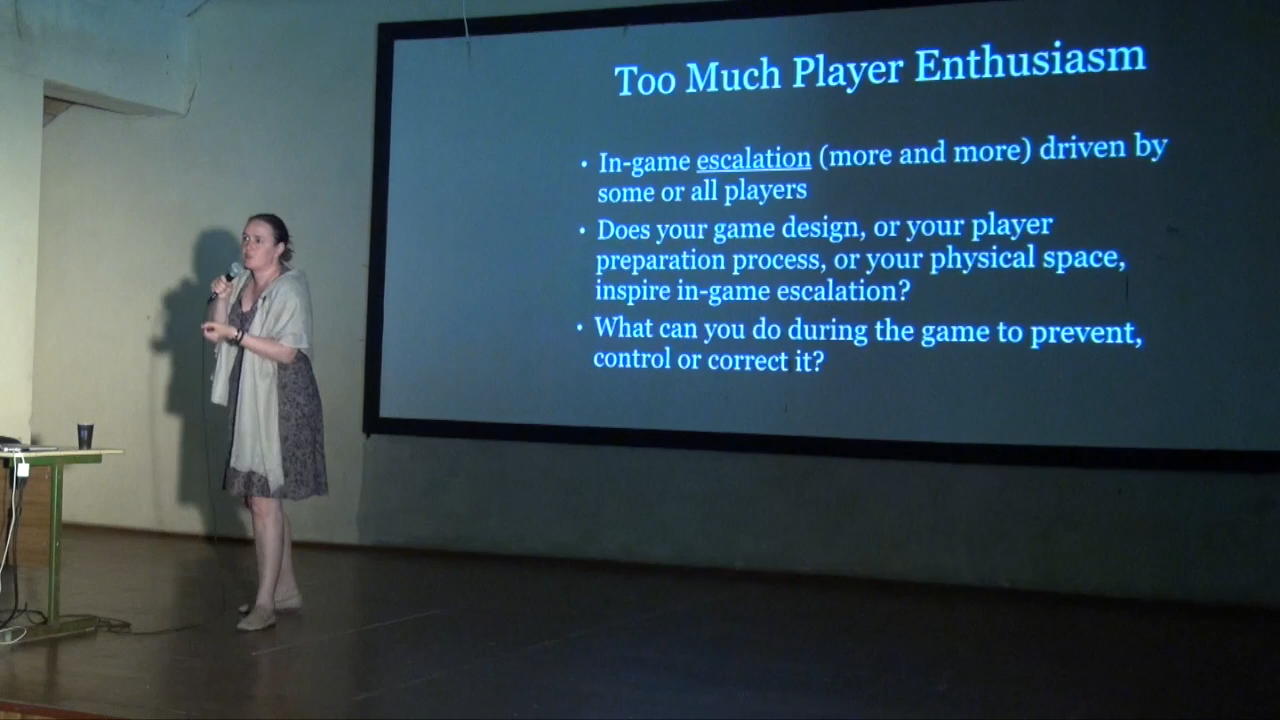 Too Much Player Enthusiasm
• In-game escalation (more and more) driven by
some or all players
• Does your game design, or your player
preparation process, or your physical space,
inspire in-game escalation?
• What can you do during the game to prevent,
control or correct it?